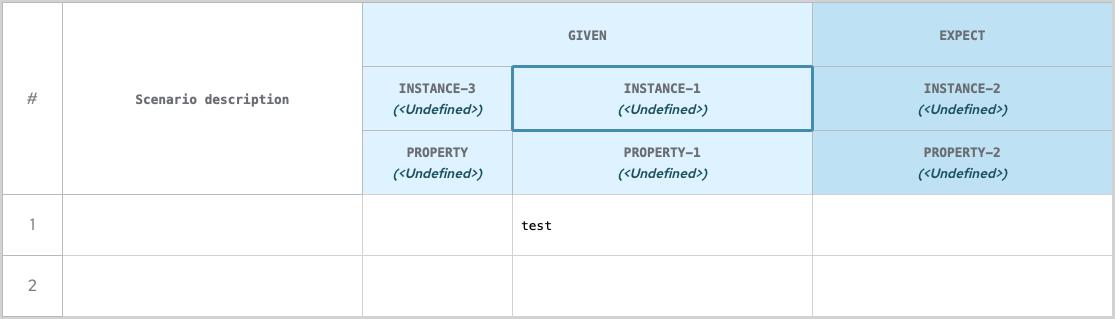 GIVEN
EXPECT
#
Scenario description
INSTANCE-3
(<Undefined>)
INSTANCE-1
(<Undefined>)
INSTANCE-2
(<Undefined>)
PROPERTY
(<Undefined>)
PROPERTY-1
(<Undefined>)
PROPERTY-2
(<Undefined>)
1
test
2